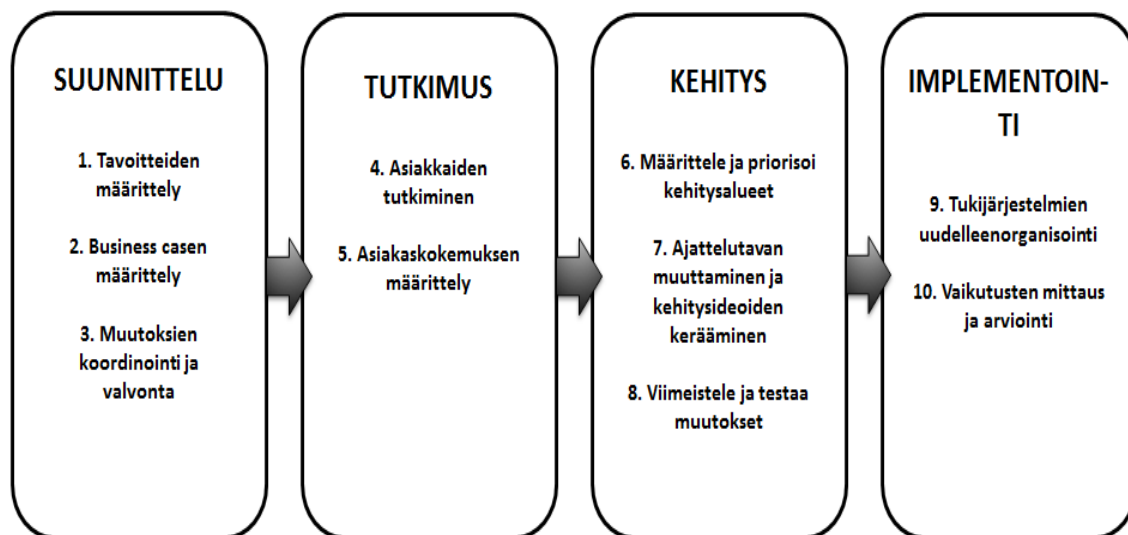 SUUNNITTELU
1. Tavoitteiden
määrittely
2. Business casen
määrittely
3. Muutoksien
koordinointi ja
valvonta
TUTKIMUS
4. Asiakkaiden
tutkiminen
5. Asiakaskokemuksen
määrittely
KEHITYS
6. Määrittele ja priorisoi
kehitysalueet
7. Ajattelutavan
muuttaminen ja
kehitysideoiden
kerääminen
8. Viimeistele ja testaa
muutokset
IMPLEMENTOIN-
TI
9. Tukijärjestelmien
uudelleenorganisointi
10. Vaikutusten mittaus
ja arviointi